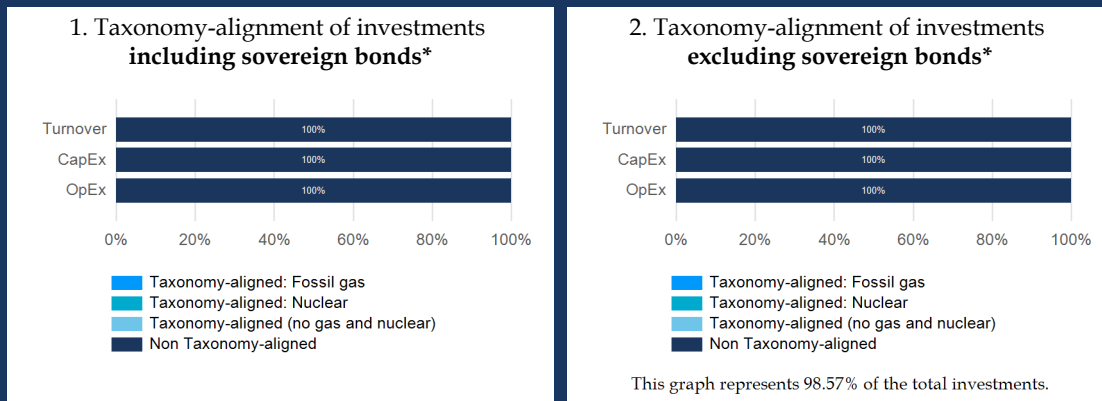 1. Taxonomy-alignment of investments
including sovereign bonds*
Turnover
100%
CapEx
100%
OpEx
100%
0% 20% 40% 60% 80% 100%
Taxonomy-aligned: Fossil gas
Taxonomy-aligned: Nuclear
Taxonomy-aligned (no gas and nuclear)
Non Taxonomy-aligned
2. Taxonomy-alignment of investments
excluding sovereign bonds*
Turnover
100%
CapEx
100%
OpEx
100%
0% 20% 40% 60% 80% 100%
Taxonomy-aligned: Fossil gas
Taxonomy-aligned: Nuclear
Taxonomy-aligned (no gas and nuclear)
Non Taxonomy-aligned
This graph represents 98.57% of the total investments.